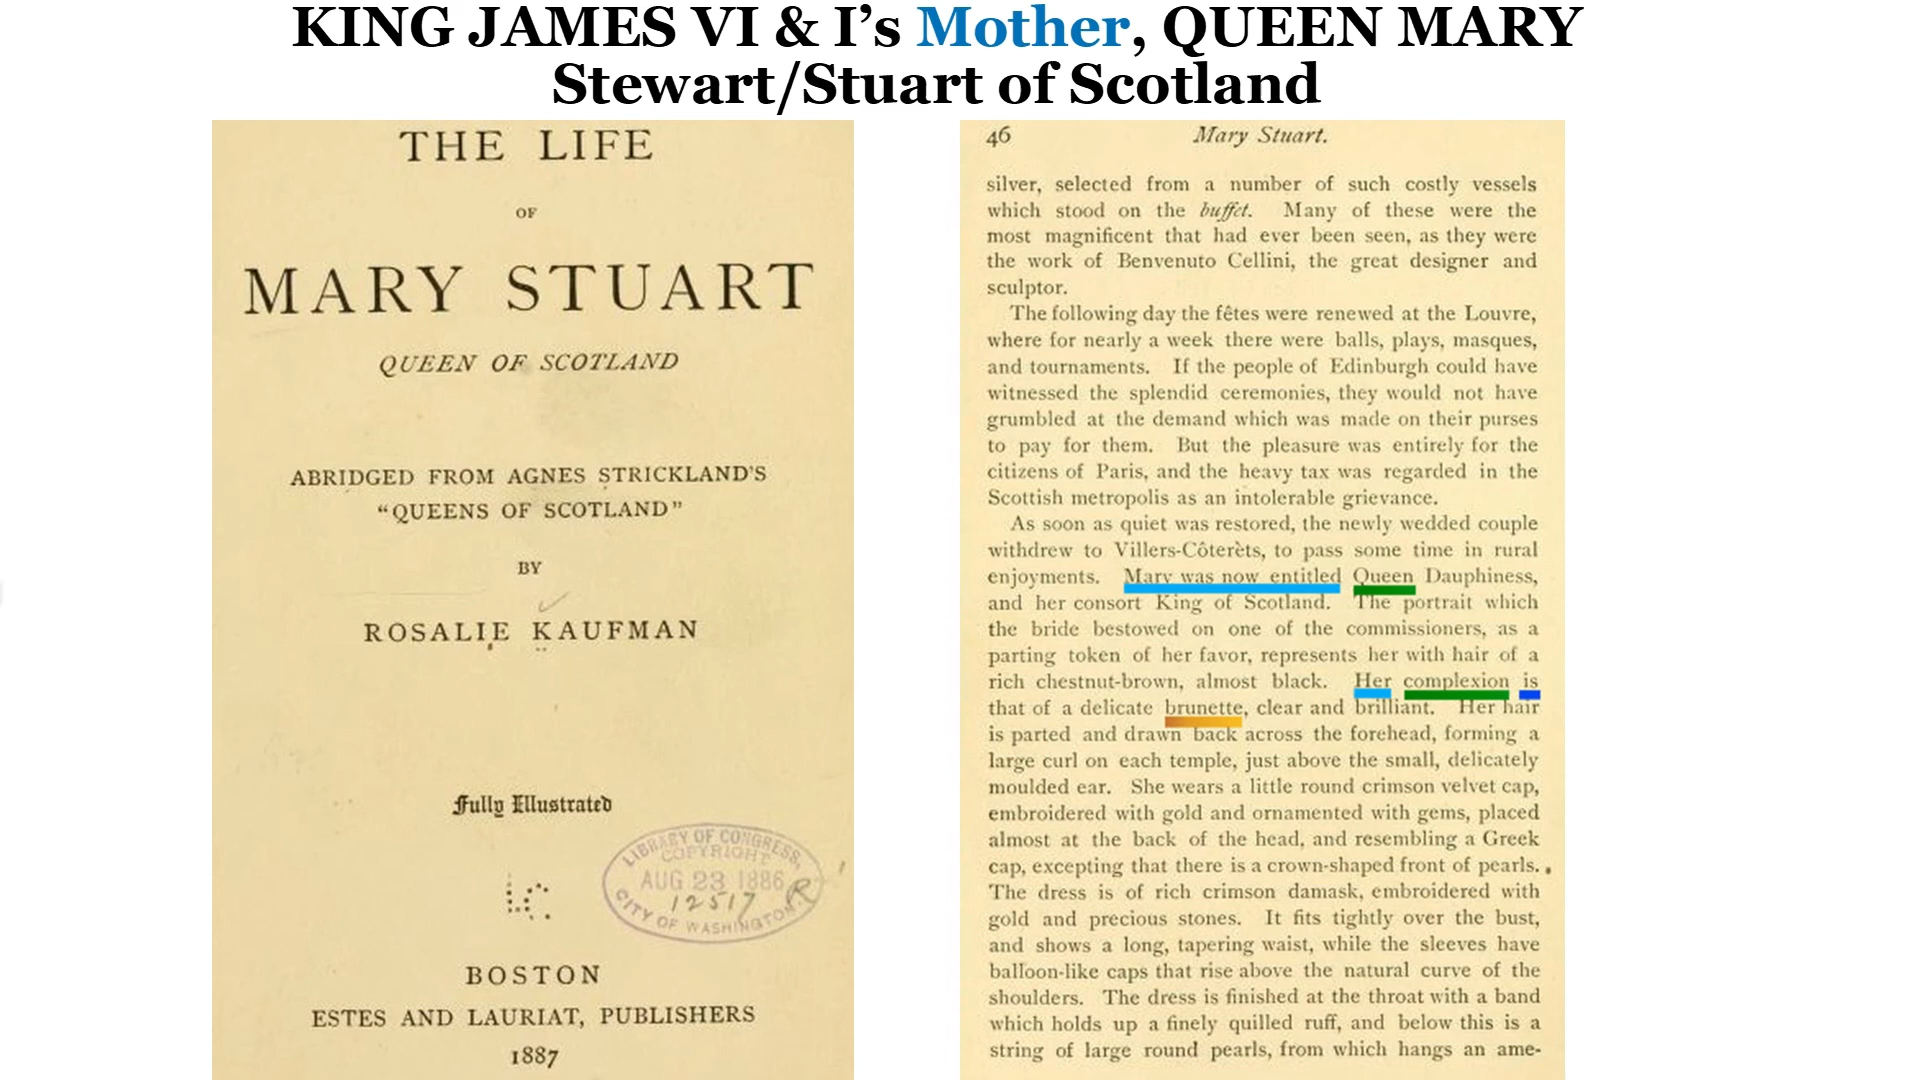 KING JAMES VI & I’s Mother, QUEEN MARY
Stewart/Stuart of Scotland
THE LIFE
OF
MARY STUART
QUEEN OF SCOTLAND
ABRIDGED FROM AGNES STRICKLAND'S
"QUEENS OF SCOTLAND"
BY
ROSALIE KAUFMAN
Fully Illustrated
LIBRARY OF CONGRESS,
COPYRIGHT
AUG 23 1886
12517
CITY OF WASHINGTON.
BOSTON
ESTES AND LAURIAT, PUBLISHERS
1887
46 Mary Stuart.
silver, selected from a number of such costly vessels
which stood on the buffet. Many of these were the
most magnificent that had ever been seen, as they were
the work of Benvenuto Cellini, the great designer and
sculptor.
The following day the fêtes were renewed at the Louvre,
where for nearly a week there were balls, plays, masques,
and tournaments. If the people of Edinburgh could have
witnessed the splendid ceremonies, they would not have
grumbled at the demand which was made on their purses
to pay for them. But the pleasure was entirely for the
citizens of Paris, and the heavy tax was regarded in the
Scottish metropolis as an intolerable grievance.
As soon as quiet was restored, the newly wedded couple
withdrew to Villers-Côterèts, to pass some time in rural
enjoyments. Mary was now entitled Queen Dauphiness,
and her consort King of Scotland. The portrait which
the bride bestowed on one of the commissioners, as a
parting token of her favor, represents her with hair of a
rich chestnut-brown, almost black. Her complexion is
that of a delicate brunette, clear and brilliant. Her hair
is parted and drawn back across the forehead, forming a
large curl on each temple, just above the small, delicately
moulded ear. She wears a little round crimson velvet cap,
embroidered with gold and ornamented with gems, placed
almost at the back of the head, and resembling a Greek
cap, excepting that there is a crown-shaped front of pearls.
The dress is of rich crimson damask, embroidered with
gold and precious stones. It fits tightly over the bust,
and shows a long, tapering waist, while the sleeves have
balloon-like caps that rise above the natural curve of the
shoulders. The dress is finished at the throat with a band
which holds up a finely quilled ruff, and below this is a
string of large round pearls, from which hangs an ame-